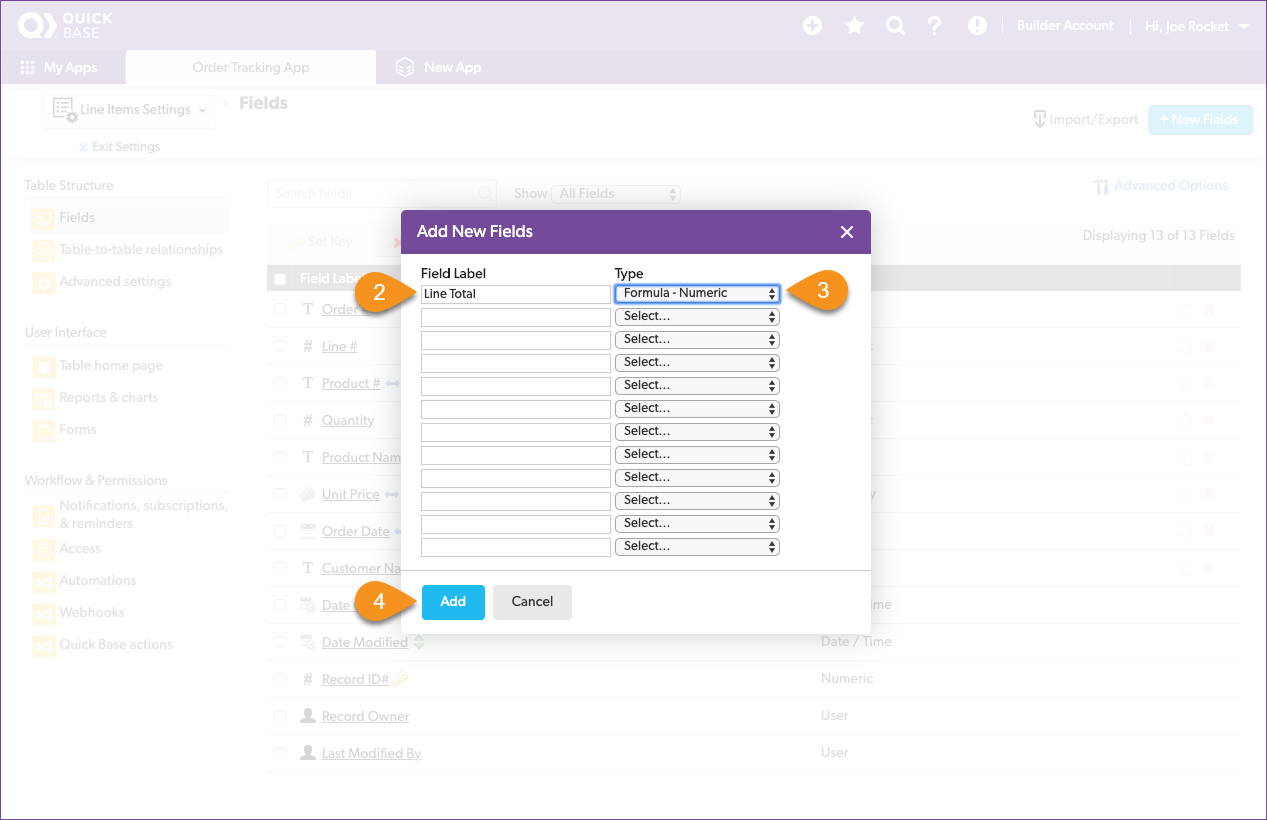 QUICK
BASE
Builder Account
Hi, Joe Rocket
My Apps
Order Tracking App
New App
Line Items Settings
Fields
Import/Export
+ New Fields
Exit Settings
Table Structure
Fields
Table-to-table relationships
Advanced settings
User Interface
Table home page
Reports & charts
Forms
Workflow & Permissions
Notifications, subscriptions,
& reminders
Access
Automations
Webhooks
Quick Base actions
Search fields
Show All Fields
Advanced Options
Set Key
Displaying 13 of 13 Fields
Field Label
Order
Line #
Product #
Quantity
Product Nam
Unit Price
Order Date
Customer Na
Date
Date Modified
Date / Time
Record ID#
Numeric
Record Owner
User
Last Modified By
User
Add New Fields
Field Label Type
2
Line Total
Formula - Numeric
3
Select...
Select...
Select...
Select...
Select...
Select...
Select...
Select...
Select...
Select...
Select...
4
Add
Cancel